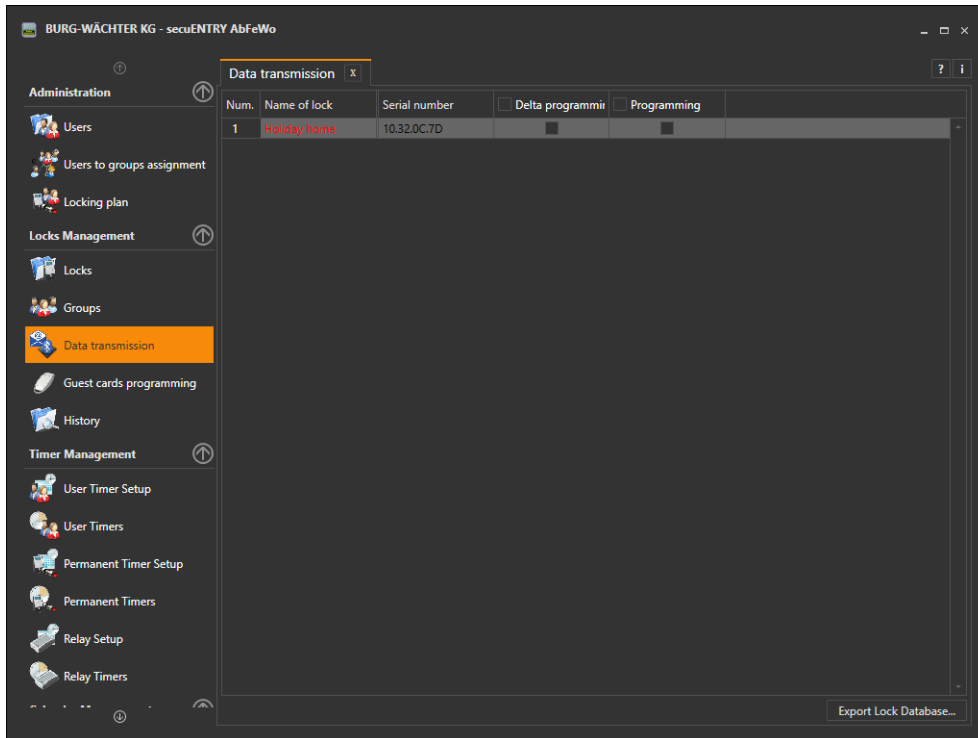 BURG-WÄCHTER KG - secuENTRY AbFeWo
Administration
Users
Users to groups assignment
Locking plan
Locks Management
Locks
Groups
Data transmission
Guest cards programming
History
Timer Management
User Timer Setup
User Timers
Permanent Timer Setup
Permanent Timers
Relay Setup
Relay Timers
Data transmission X
? i
Num. Name of lock Serial number Delta programmir Programming
1 Holiday home 10.32.0C.7D
Export Lock Database...